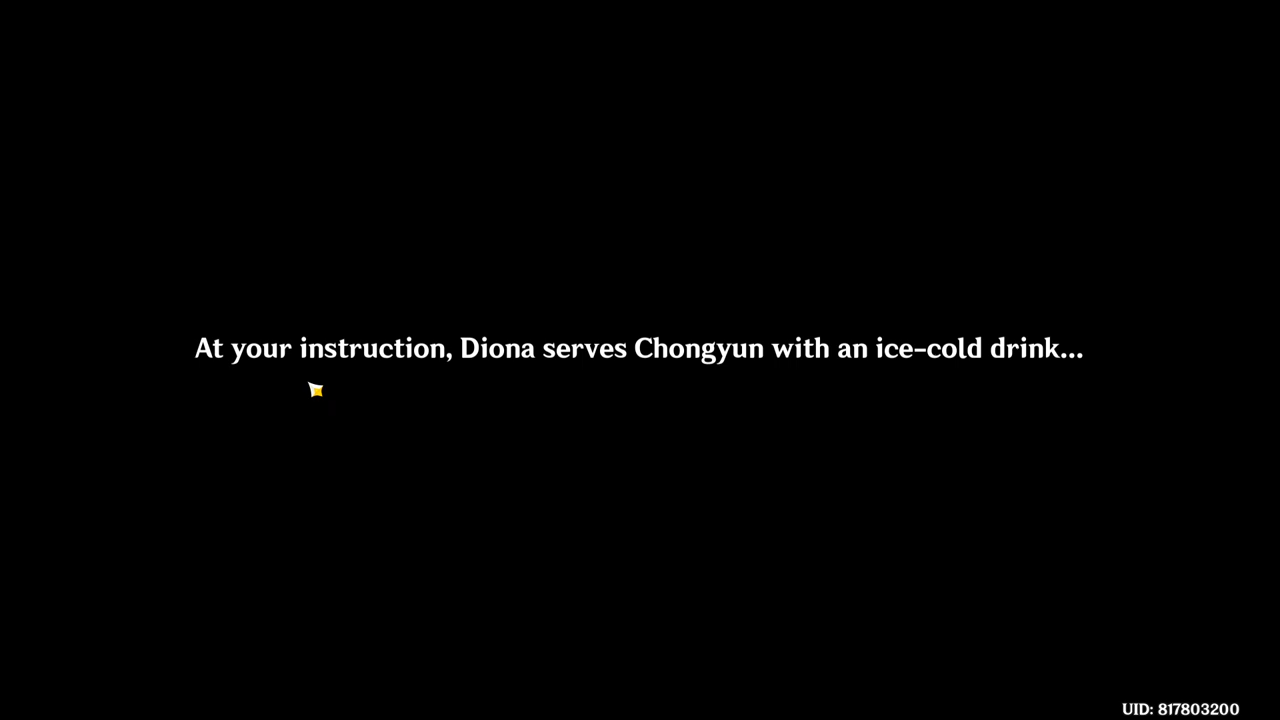 At your instruction, Diona serves Chongyun with an ice-cold drink...
UID: 817803200